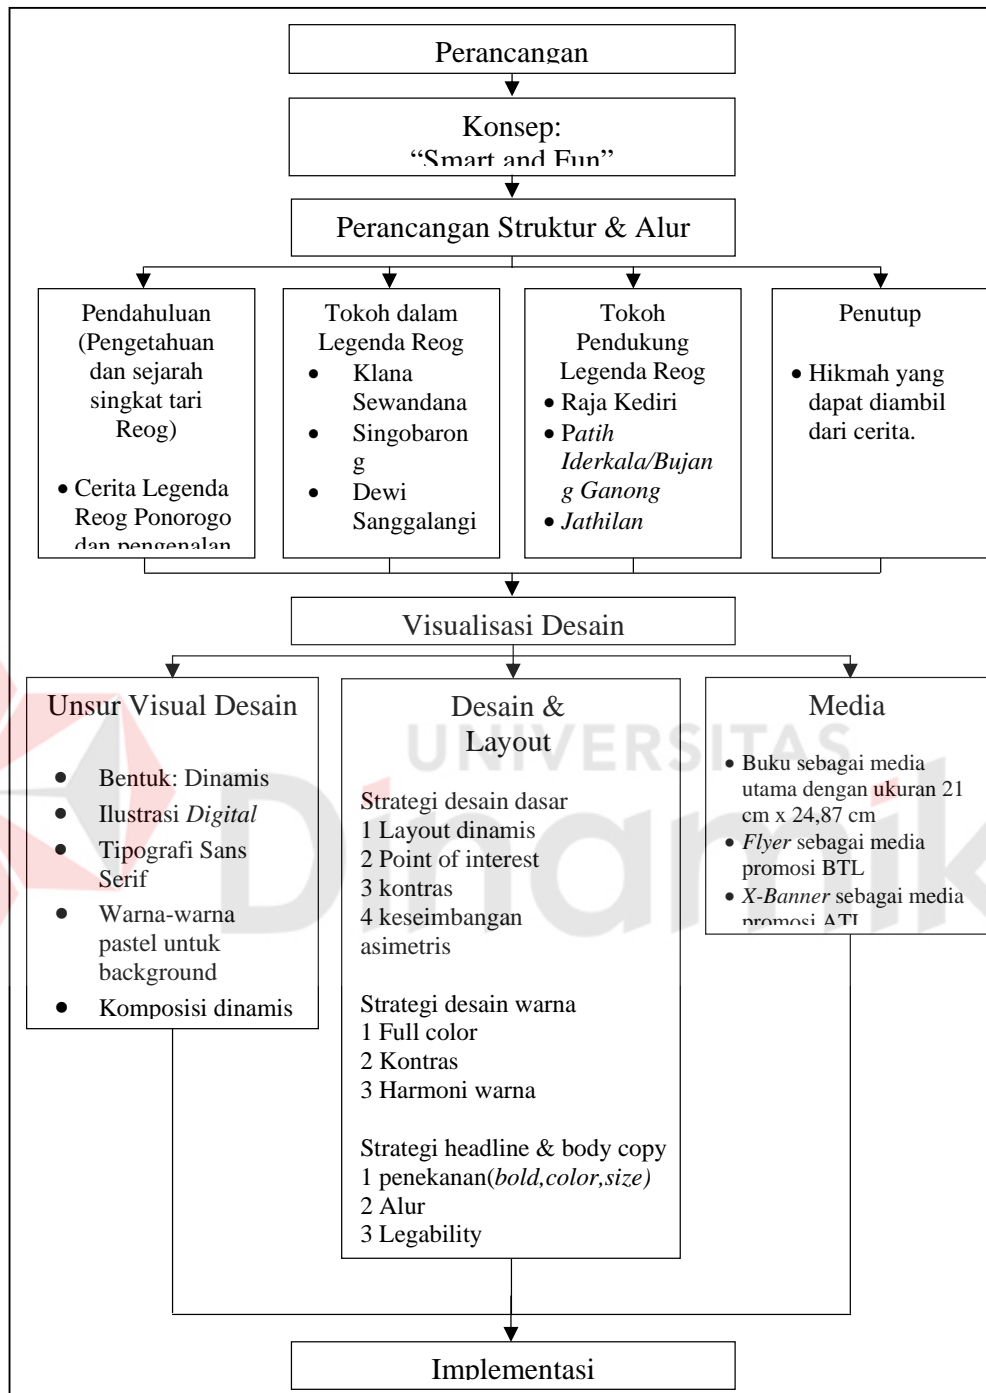 Perancangan
Konsep:
“Smart and Fun”
Perancangan Struktur & Alur
Pendahuluan
(Pengetahuan
dan sejarah
singkat tari
Reog)
• Cerita Legenda
Reog Ponorogo
dan pengenalan
Tokoh dalam
Legenda Reog
• Klana
Sewandana
• Singobaron
g
• Dewi
Sanggalangi
Tokoh
Pendukung
Legenda Reog
• Raja Kediri
• Patih
Iderkala/Bujan
g Ganong
• Jathilan
Penutup
• Hikmah yang
dapat diambil
dari cerita.
Visualisasi Desain
Unsur Visual Desain
• Bentuk: Dinamis
• Ilustrasi Digital
• Tipografi Sans
Serif
• Warna-warna
pastel untuk
background
• Komposisi dinamis
Desain &
Layout
Strategi desain dasar
1 Layout dinamis
2 Point of interest
3 kontras
4 keseimbangan
asimetris
Strategi desain warna
1 Full color
2 Kontras
3 Harmoni warna
Strategi headline & body copy
1 penekanan(bold,color,size)
2 Alur
3 Legability
Media
• Buku sebagai media
utama dengan ukuran 21
cm x 24,87 cm
• Flyer sebagai media
promosi BTL
• X-Banner sebagai media
promosi ATL
Implementasi
UNIVERSITAS
Dinamik